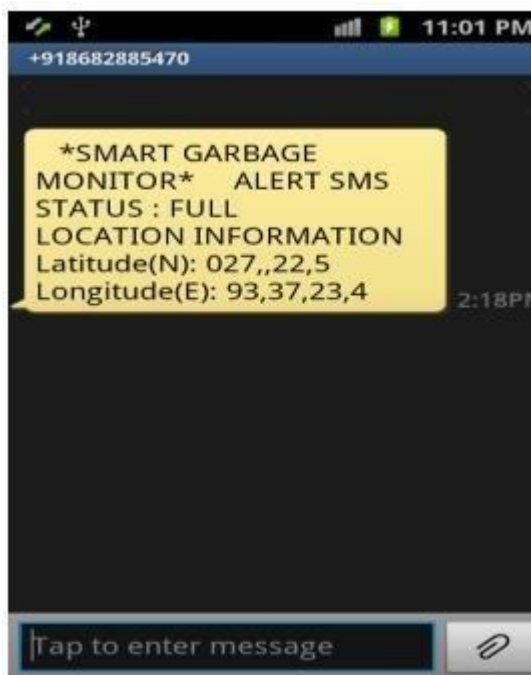 11:01 PM
+918682885470
*SMART GARBAGE
MONITOR* ALERT SMS
STATUS : FULL
LOCATION INFORMATION
Latitude(N): 027,,22,5
Longitude(E): 93,37,23,4
2:18PM
Tap to enter message